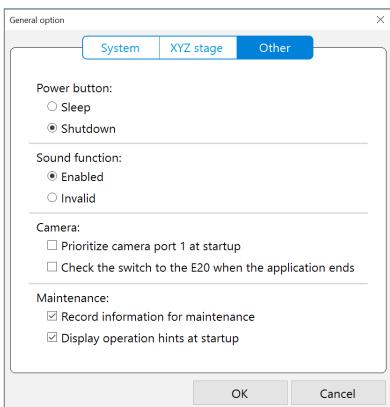 General option
System
XYZ stage
Other
Power button:
Sleep
Shutdown
Sound function:
Enabled
Invalid
Camera:
Prioritize camera port 1 at startup
Check the switch to the E20 when the application ends
Maintenance:
Record information for maintenance
Display operation hints at startup
OK
Cancel